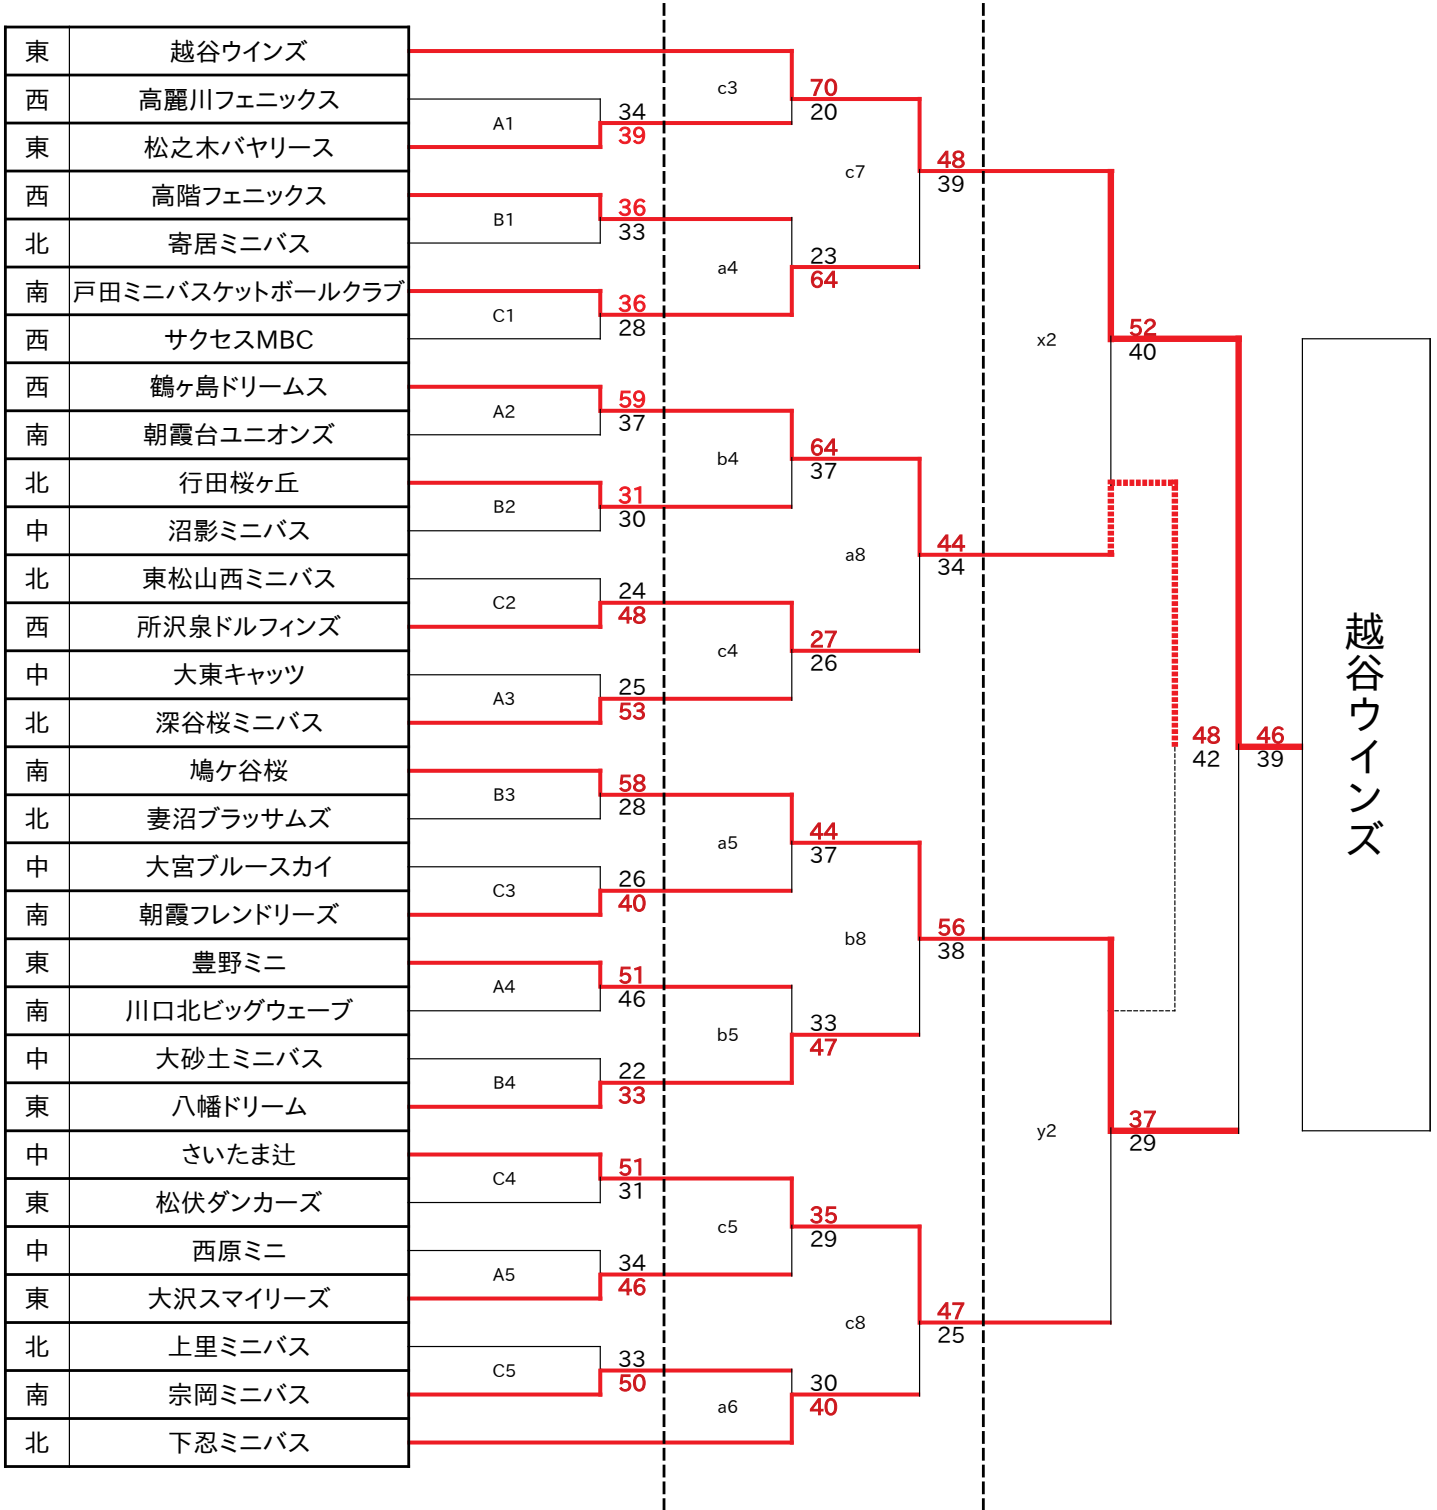 東 越谷ウインズ
西 高麗川フェニックス
東 松之木バヤリース
西 高階フェニックス
北 寄居ミニバス
南 戸田ミニバスケットボールクラブ
西 サクセスMBC
西 鶴ヶ島ドリームス
南 朝霞台ユニオンズ
北 行田桜ヶ丘
中 沼影ミニバス
北 東松山西ミニバス
西 所沢泉ドルフィンズ
中 大東キャッツ
北 深谷桜ミニバス
南 鳩ケ谷桜
北 妻沼ブラッサムズ
中 大宮ブルースカイ
南 朝霞フレンドリーズ
東 豊野ミニ
南 川口北ビッグウェーブ
中 大砂土ミニバス
東 八幡ドリーム
中 さいたま辻
東 松伏ダンカーズ
中 西原ミニ
東 大沢スマイリーズ
北 上里ミニバス
南 宗岡ミニバス
北 下忍ミニバス
A1
34
39
B1
36
33
C1
36
28
A2
59
37
B2
31
30
C2
24
48
A3
25
53
B3
58
28
C3
26
40
A4
51
46
B4
22
33
C4
51
31
A5
34
46
C5
33
50
c3
70
20
a4
23
64
b4
64
37
c4
27
26
a5
44
37
b5
33
47
c5
35
29
a6
30
40
c7
48
39
a8
44
34
b8
56
38
c8
47
25
x2
52
40
y2
37
29
48
42
46
39
越谷ウインズ